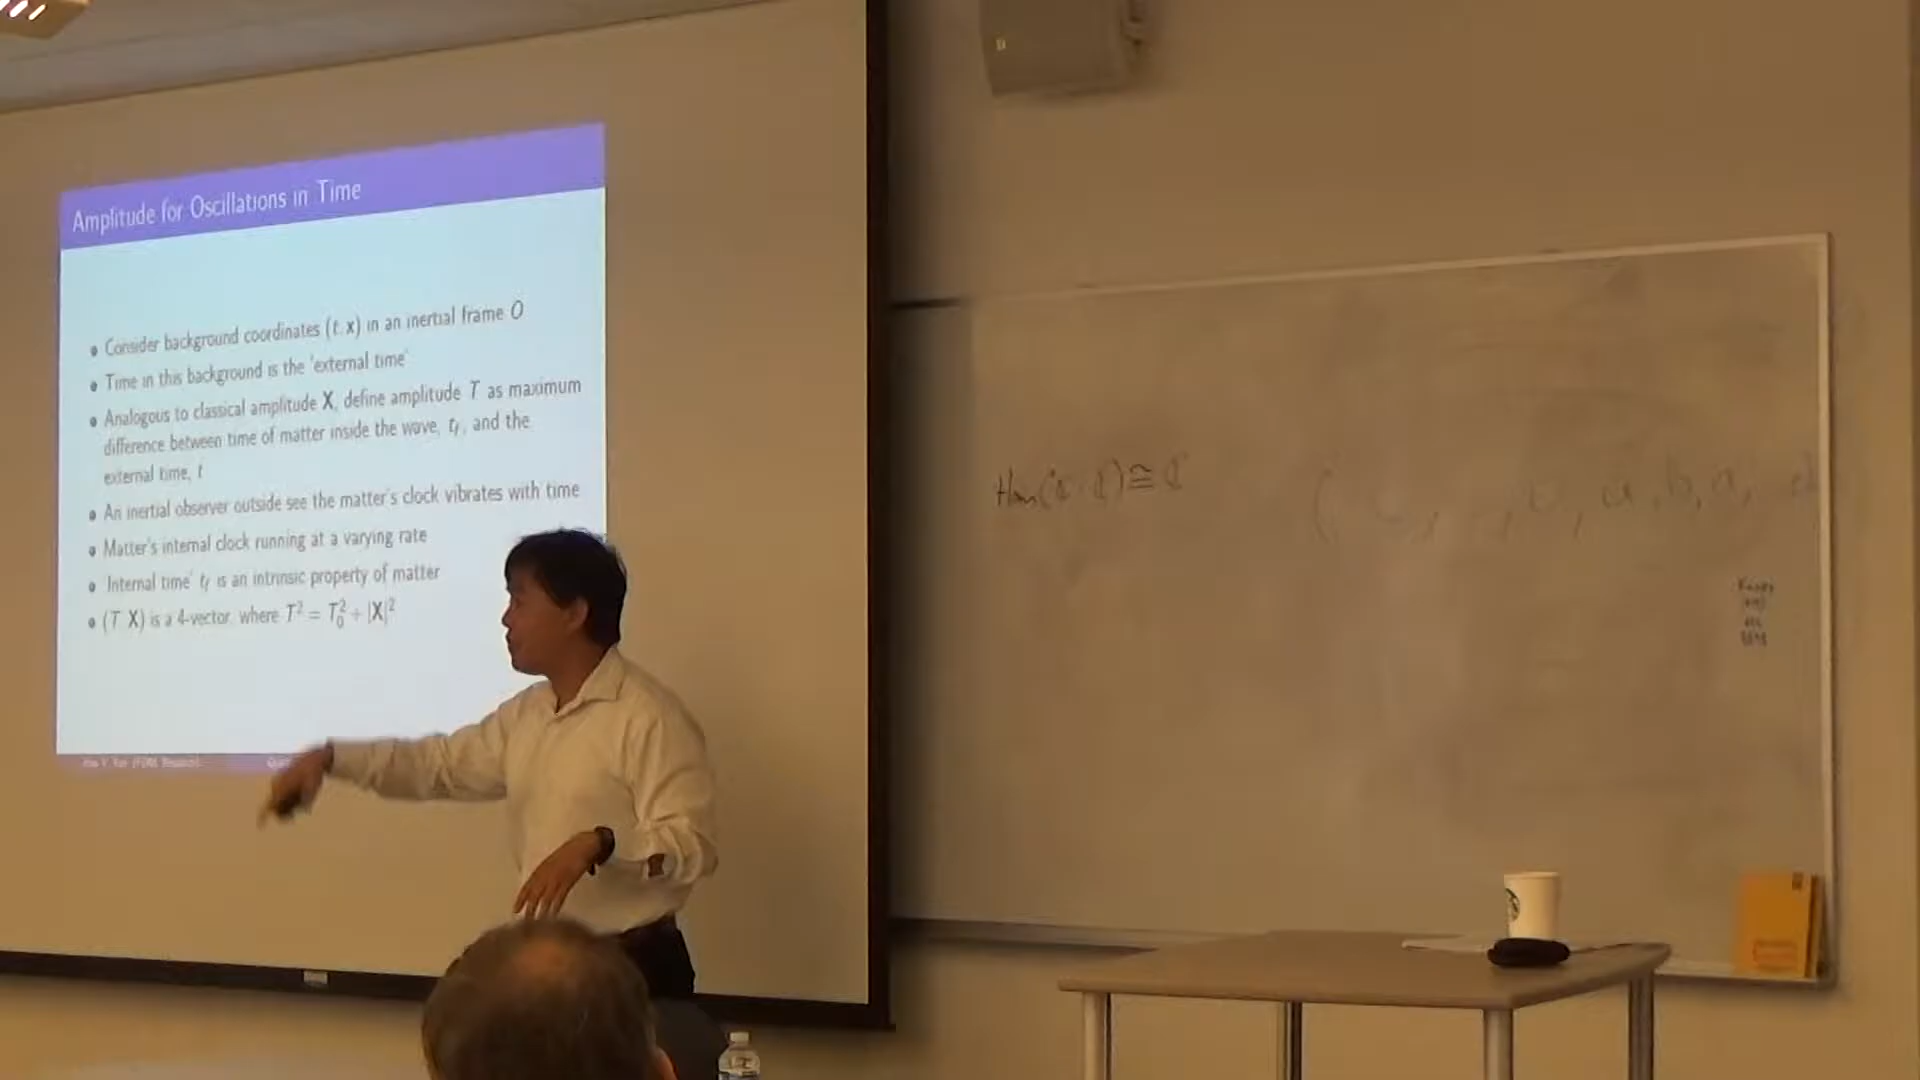 Amplitude for Oscillations in Time
• Consider background coordinates (t, x) in an inertial frame O
• Time in this background is the 'external time'
• Analogous to classical amplitude X, define amplitude T as maximum
difference between time of matter inside the wave, t_f, and the
external time, t
• An inertial observer outside see the matter's clock vibrates with time
• Matter's internal clock running at a varying rate
• 'Internal time' t_f is an intrinsic property of matter
• (T, X) is a 4-vector, where T² = T₀² + |X|²